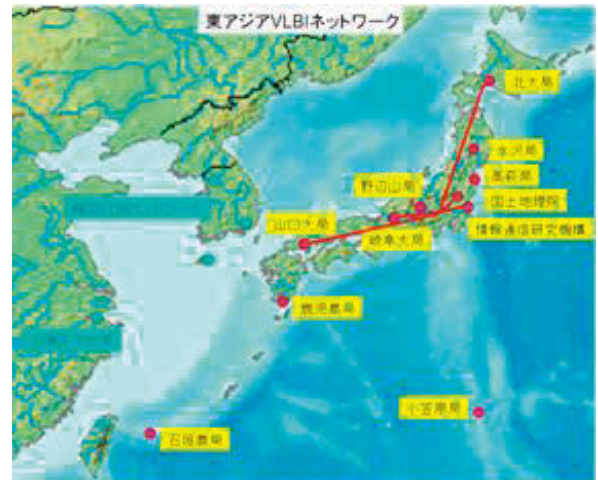 東アジアVLBIネットワーク
北大局
水沢局
高萩局
野辺山局
国土地理院
山口大局
岐阜大局
情報通信研究機構
鹿児島局
小笠原局
石垣島局